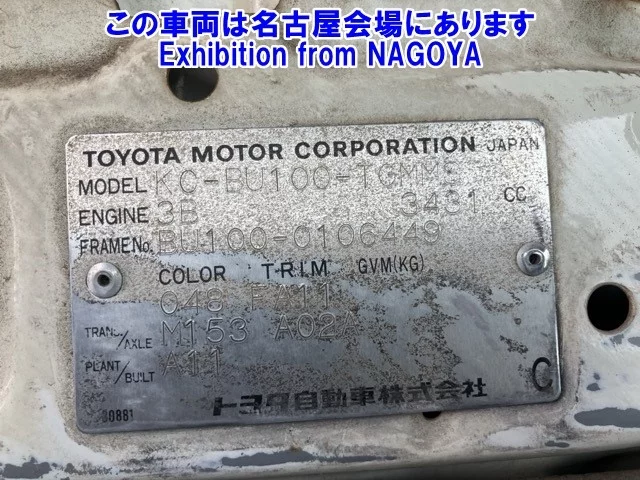 この車両は名古屋会場にあります
Exhibition from NAGOYA
TOYOTA MOTOR CORPORATION JAPAN
MODEL KC-BU100-TGMXE
ENGINE 3B 3431 CC
FRAME No. BU100-0106449
COLOR TRIM GVM(KG)
046 FA11
TRANS./AXLE M153 A02A
PLANT/BUILT A11
C
トヨタ自動車株式会社